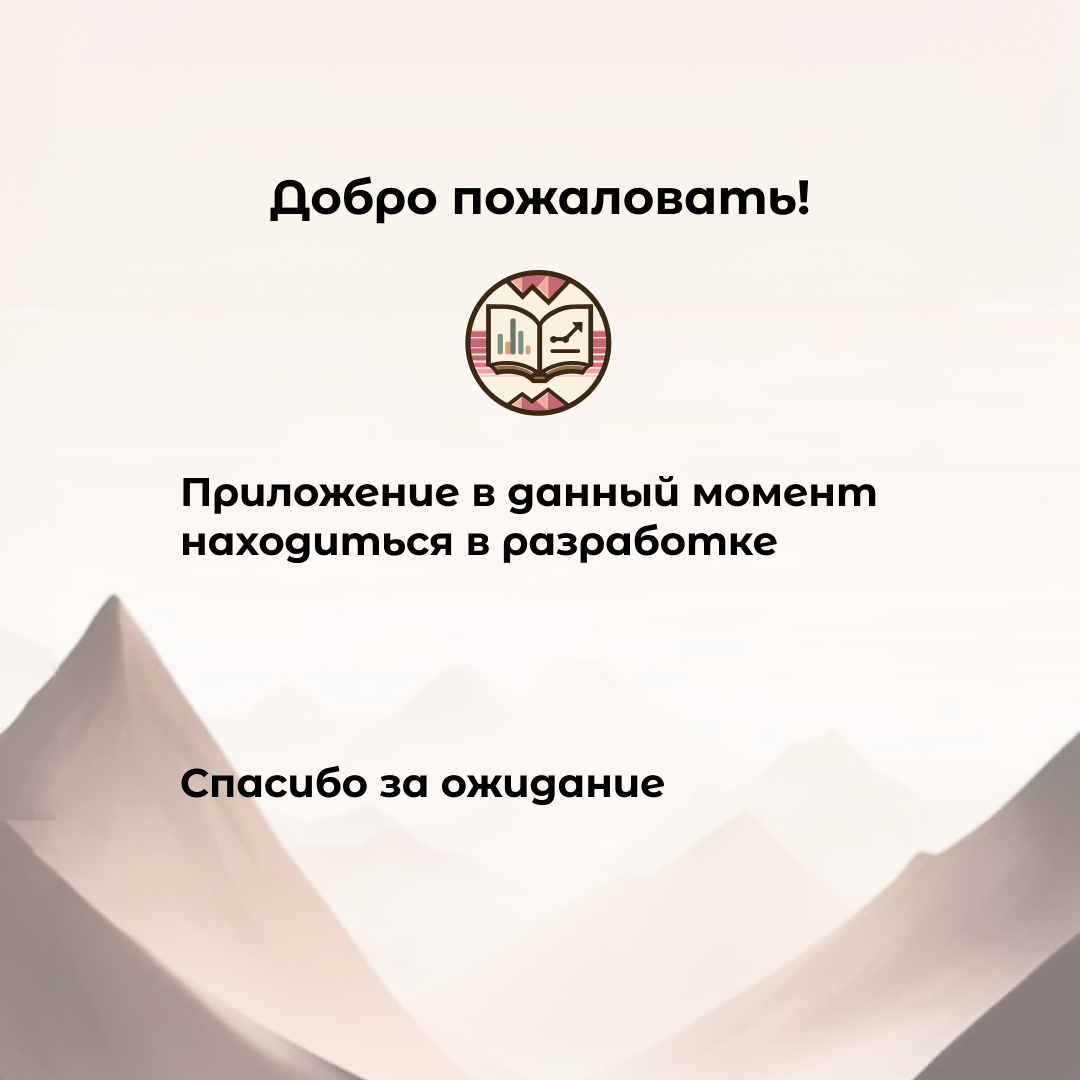 Добро пожаловать!
Приложение в данный момент
находиться в разработке
Спасибо за ожидание